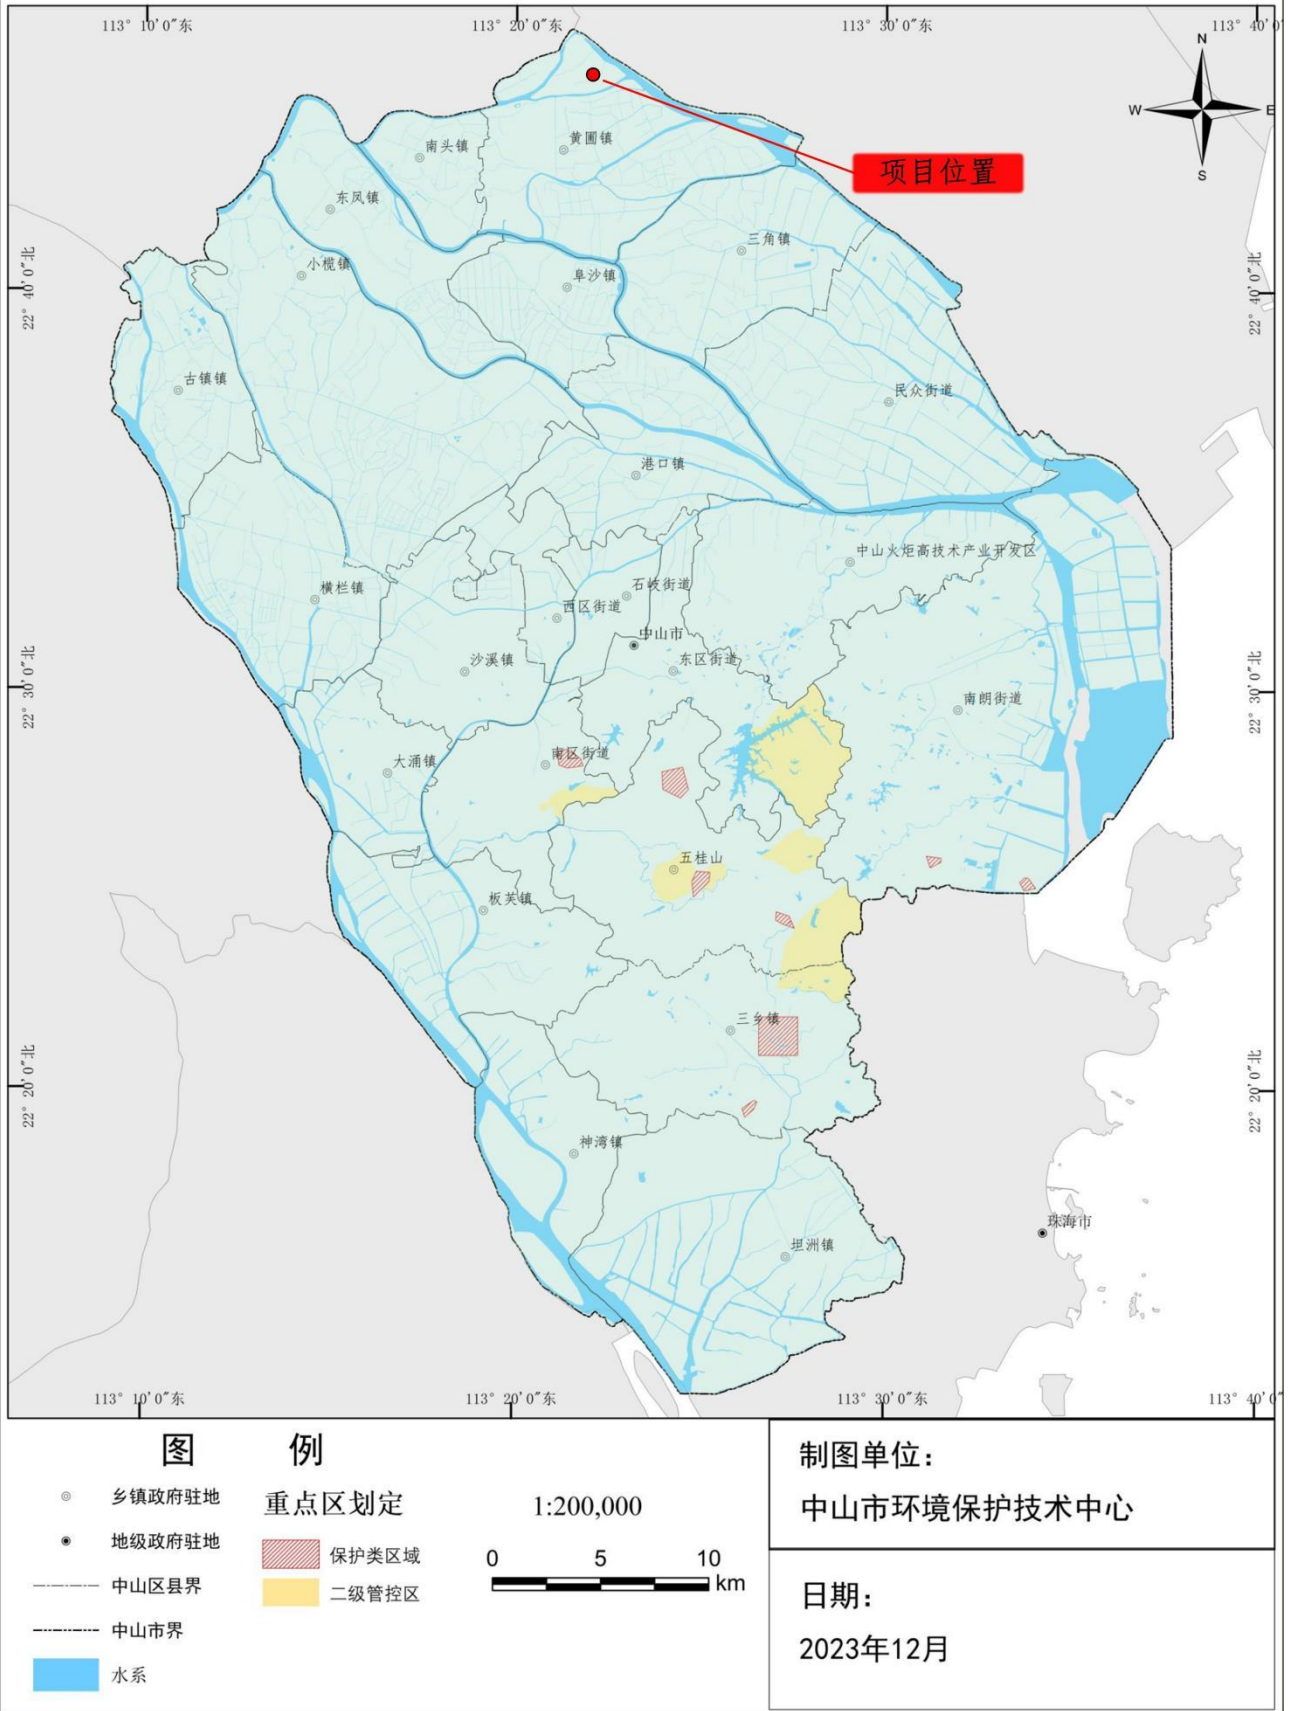 113° 10′0″东
113° 20′0″东
113° 30′0″东
113° 40′0
N
W
E
S
项目位置
南头镇
黄圃镇
东凤镇
三角镇
小榄镇
阜沙镇
22° 40′0″北
22° 40′0″北
古镇镇
民众街道
港口镇
中山火炬高技术产业开发区
横栏镇
石岐街道
西区街道
中山市
沙溪镇
东区街道
22° 30′0″北
22° 30′0″北
南朗街道
大涌镇
南区街道
五桂山
板芙镇
三乡镇
22° 20′0″北
22° 20′0″北
神湾镇
珠海市
坦洲镇
113° 10′0″东
113° 20′0″东
113° 30′0″东
113° 40′0
图 例
乡镇政府驻地
地级政府驻地
中山区县界
中山市界
水系
重点区划定
保护类区域
二级管控区
1:200,000
0 5 10
km
制图单位：
中山市环境保护技术中心
日期：
2023年12月